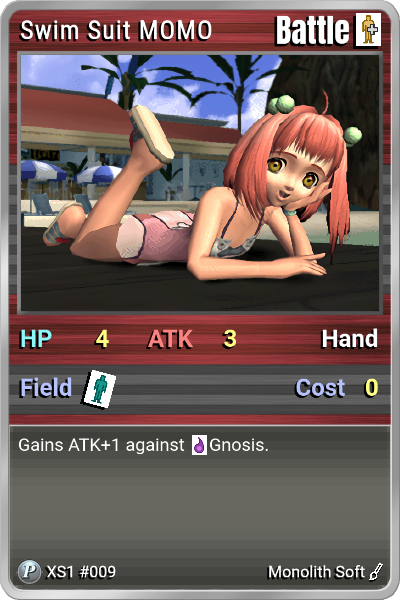 Swim Suit MOMO Battle
HP 4 ATK 3 Hand
Field Cost 0
Gains ATK+1 against Gnosis.
P XS1 #009 Monolith Soft